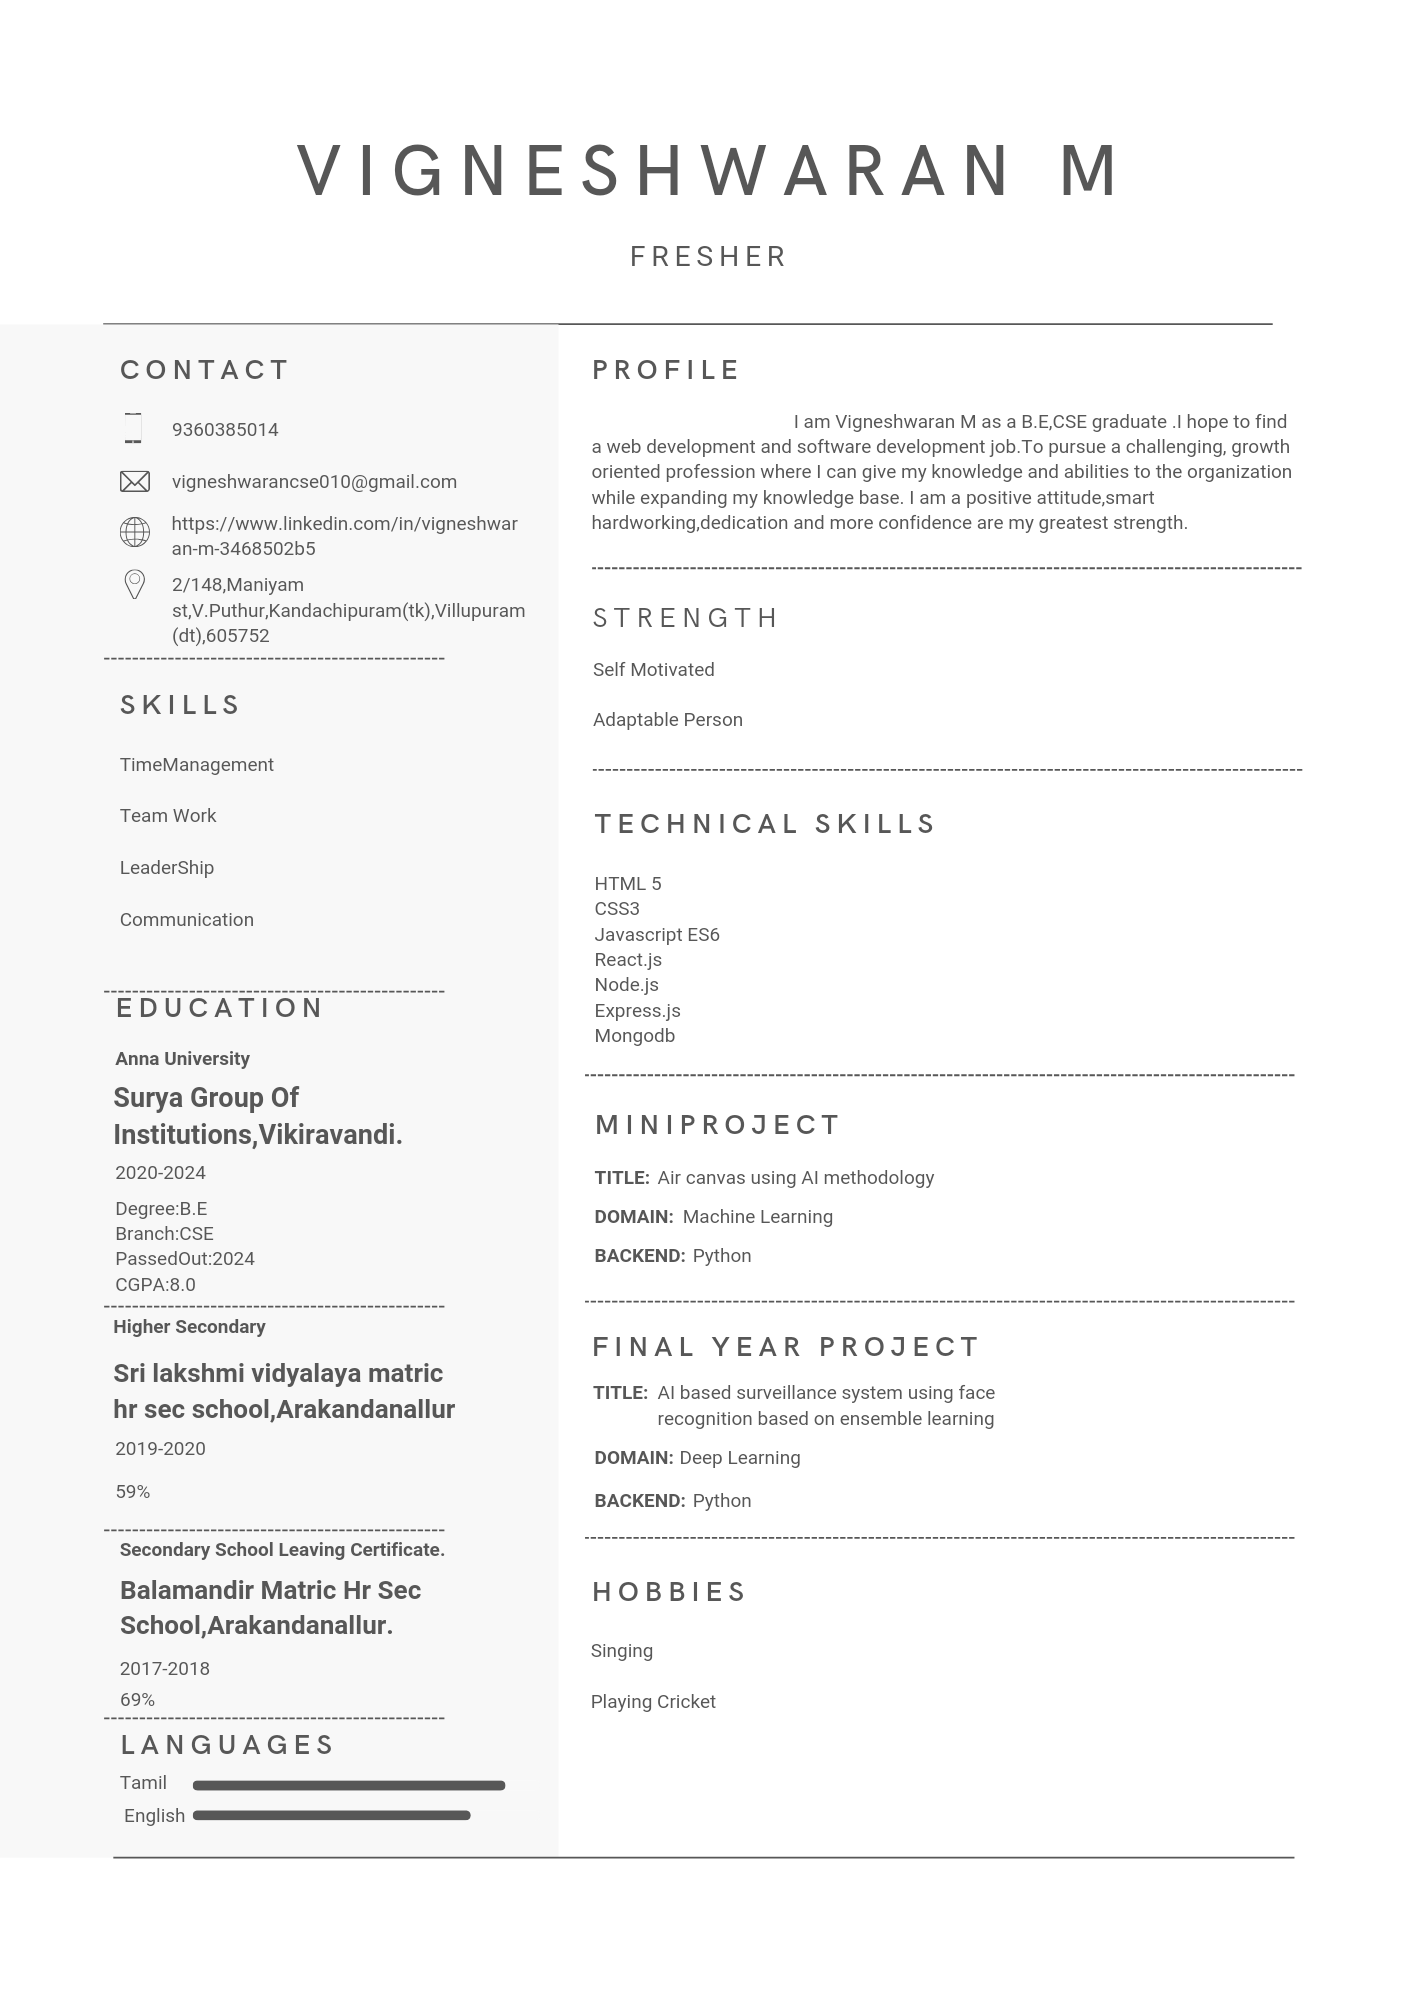 VIGNESHWARAN M
FRESHER
CONTACT
9360385014
vigneshwarancse010@gmail.com
https://www.linkedin.com/in/vigneshwar
an-m-3468502b5
2/148,Maniyam
st,V.Puthur,Kandachipuram(tk),Villupuram
(dt),605752
SKILLS
TimeManagement
Team Work
LeaderShip
Communication
EDUCATION
Anna University
Surya Group Of
Institutions,Vikiravandi.
2020-2024
Degree:B.E
Branch:CSE
PassedOut:2024
CGPA:8.0
Higher Secondary
Sri lakshmi vidyalaya matric
hr sec school,Arakandanallur
2019-2020
59%
Secondary School Leaving Certificate.
Balamandir Matric Hr Sec
School,Arakandanallur.
2017-2018
69%
LANGUAGES
Tamil
English
PROFILE
I am Vigneshwaran M as a B.E,CSE graduate .I hope to find
a web development and software development job.To pursue a challenging, growth
oriented profession where I can give my knowledge and abilities to the organization
while expanding my knowledge base. I am a positive attitude,smart
hardworking,dedication and more confidence are my greatest strength.
STRENGTH
Self Motivated
Adaptable Person
TECHNICAL SKILLS
HTML 5
CSS3
Javascript ES6
React.js
Node.js
Express.js
Mongodb
MINIPROJECT
TITLE: Air canvas using AI methodology
DOMAIN: Machine Learning
BACKEND: Python
FINAL YEAR PROJECT
TITLE: AI based surveillance system using face
recognition based on ensemble learning
DOMAIN: Deep Learning
BACKEND: Python
HOBBIES
Singing
Playing Cricket